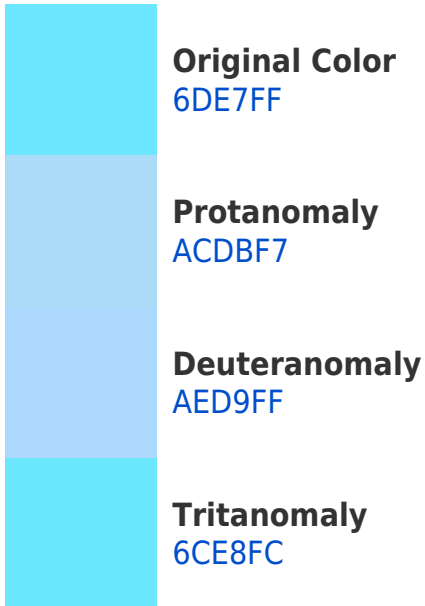 Original Color
6DE7FF
Protanomaly
ACDBF7
Deuteranomaly
AED9FF
Tritanomaly
6CE8FC